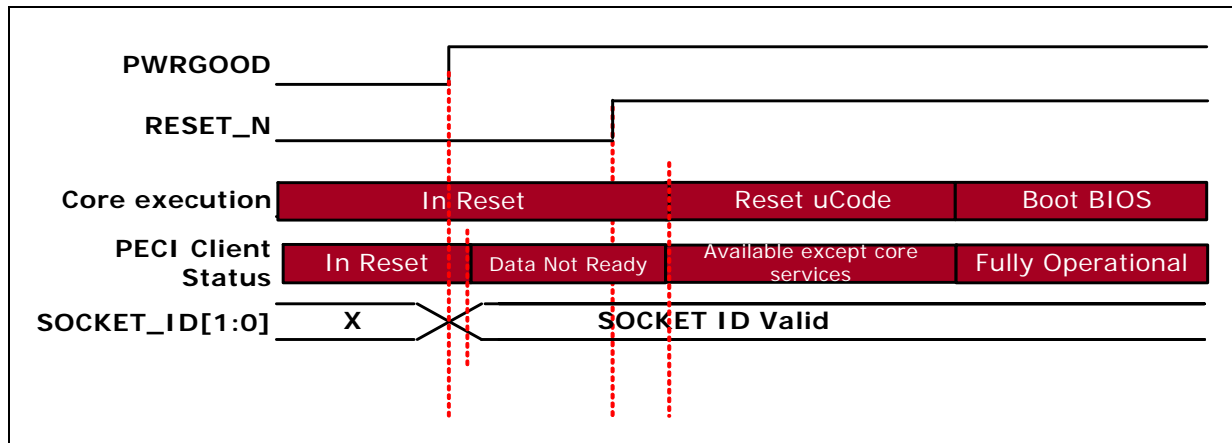 PWRGOOD
RESET_N
Core execution In Reset Reset uCode Boot BIOS
PECI Client
Status
In Reset Data Not Ready Available except core
services
Fully Operational
SOCKET_ID[1:0] X SOCKET ID Valid